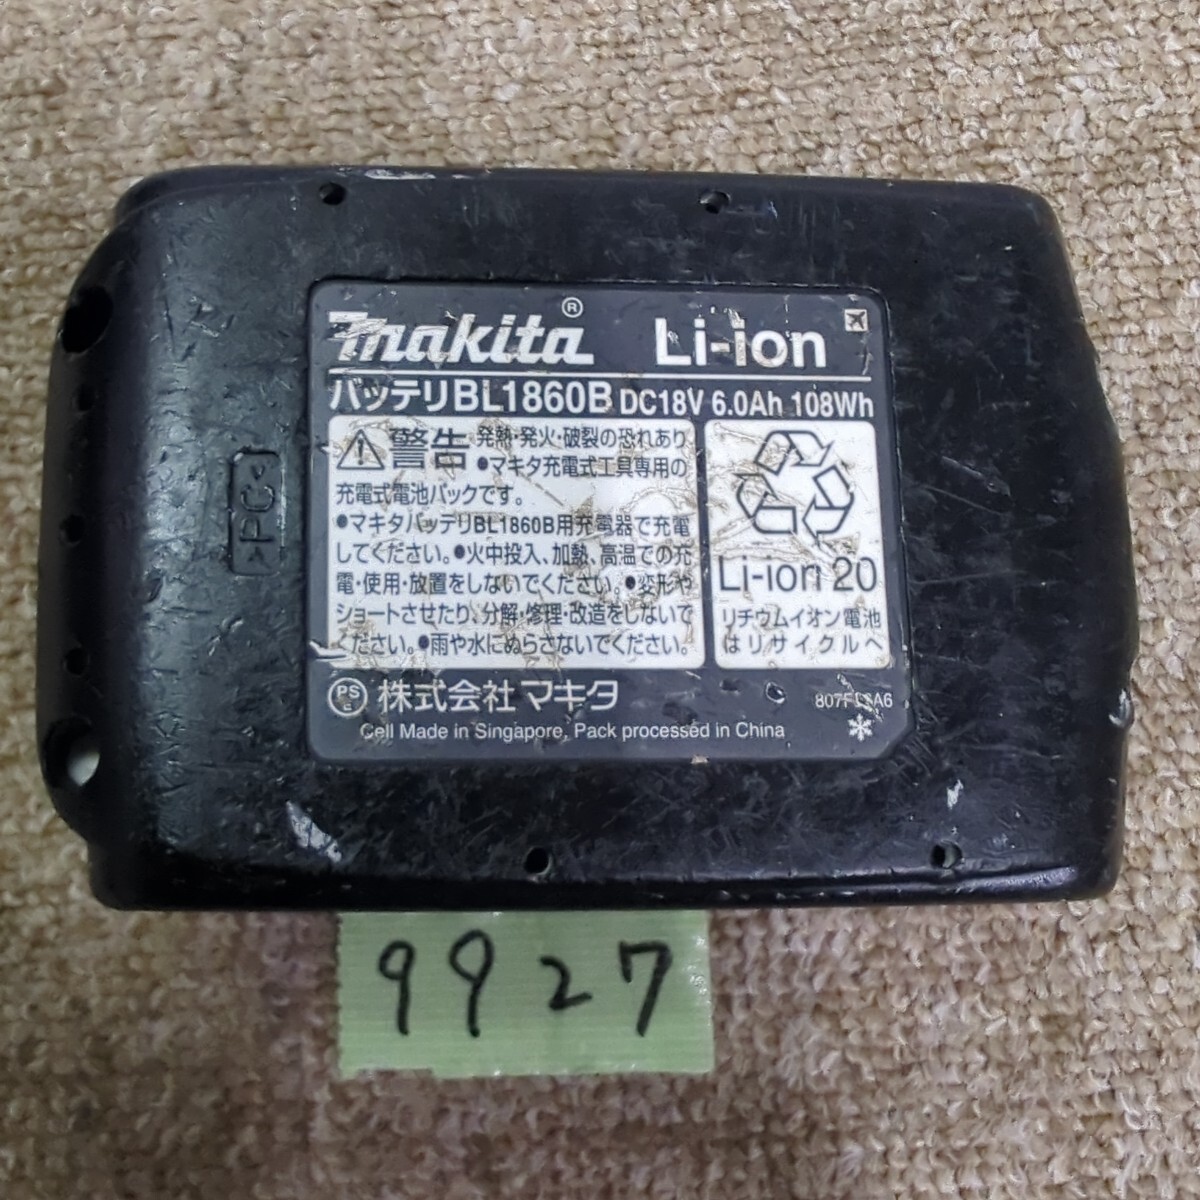 makita® Li-ion
バッテリBL1860B DC18V 6.0Ah 108Wh
警告 発熱・発火・破裂の恐れあり
●マキタ充電式工具専用の
充電式電池パックです。
●マキタバッテリBL1860B用充電器で充電
してください。●火中投入、加熱、高温での充
電・使用・放置をしないでください。●変形や
ショートさせたり、分解・修理・改造をしないで
ください。●雨や水にぬらさないでください。
Li-ion 20
リチウムイオン電池
はリサイクルへ
PS
E
株式会社マキタ
Cell Made in Singapore, Pack processed in China
>PC<
9927